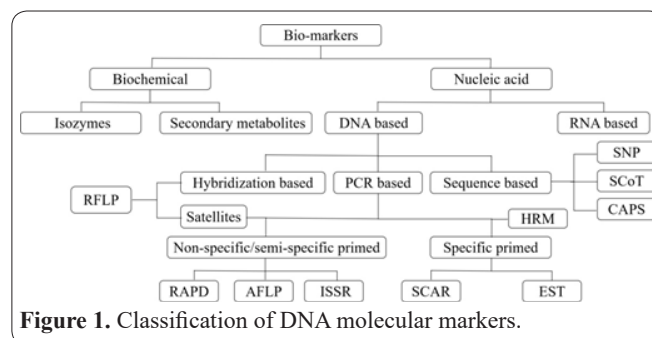 Bio-markers
Biochemical Nucleic acid
Isozymes Secondary metabolites DNA based RNA based
SNP
Hybridization based PCR based Sequence based SCoT
RFLP
CAPS
Satellites HRM
Non-specific/semi-specific primed Specific primed
RAPD AFLP ISSR SCAR EST
Figure 1. Classification of DNA molecular markers.